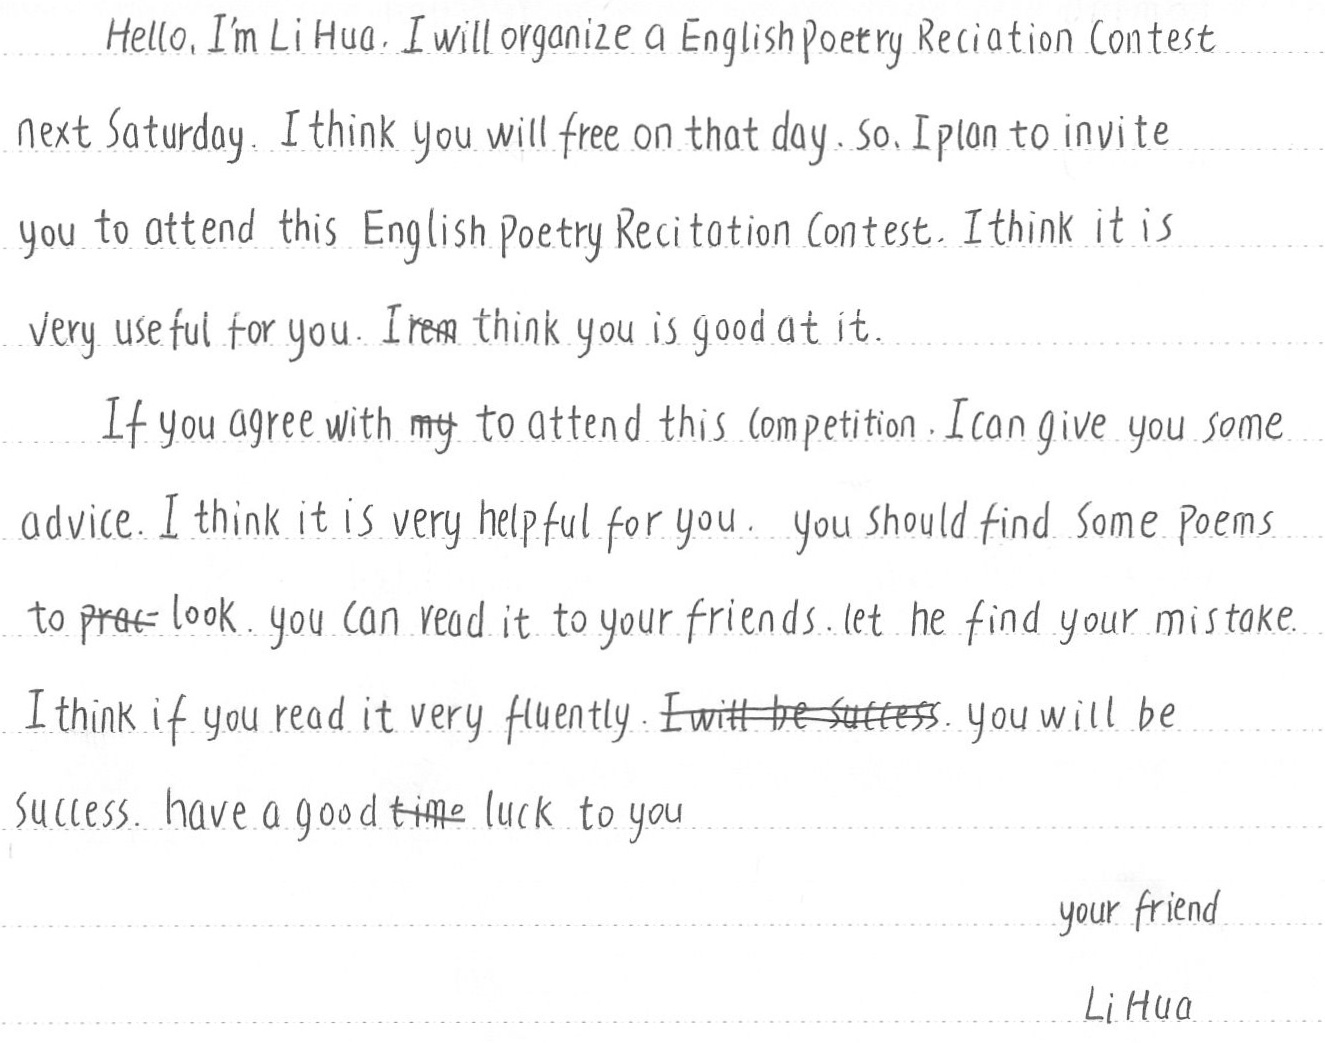 Hello, I'm Li Hua. I will organize a English Poetry Reciation Contest
next Saturday. I think you will free on that day. So, I plan to invite
you to attend this English Poetry Recitation Contest. I think it is
very useful for you. I rem think you is good at it.
If you agree with my to attend this Competition. I can give you some
advice. I think it is very helpful for you. you should find some Poems
to prac- look. you can read it to your friends. let he find your mistake.
I think if you read it very fluently. I will be success. you will be
success. have a good time luck to you
your friend
Li Hua